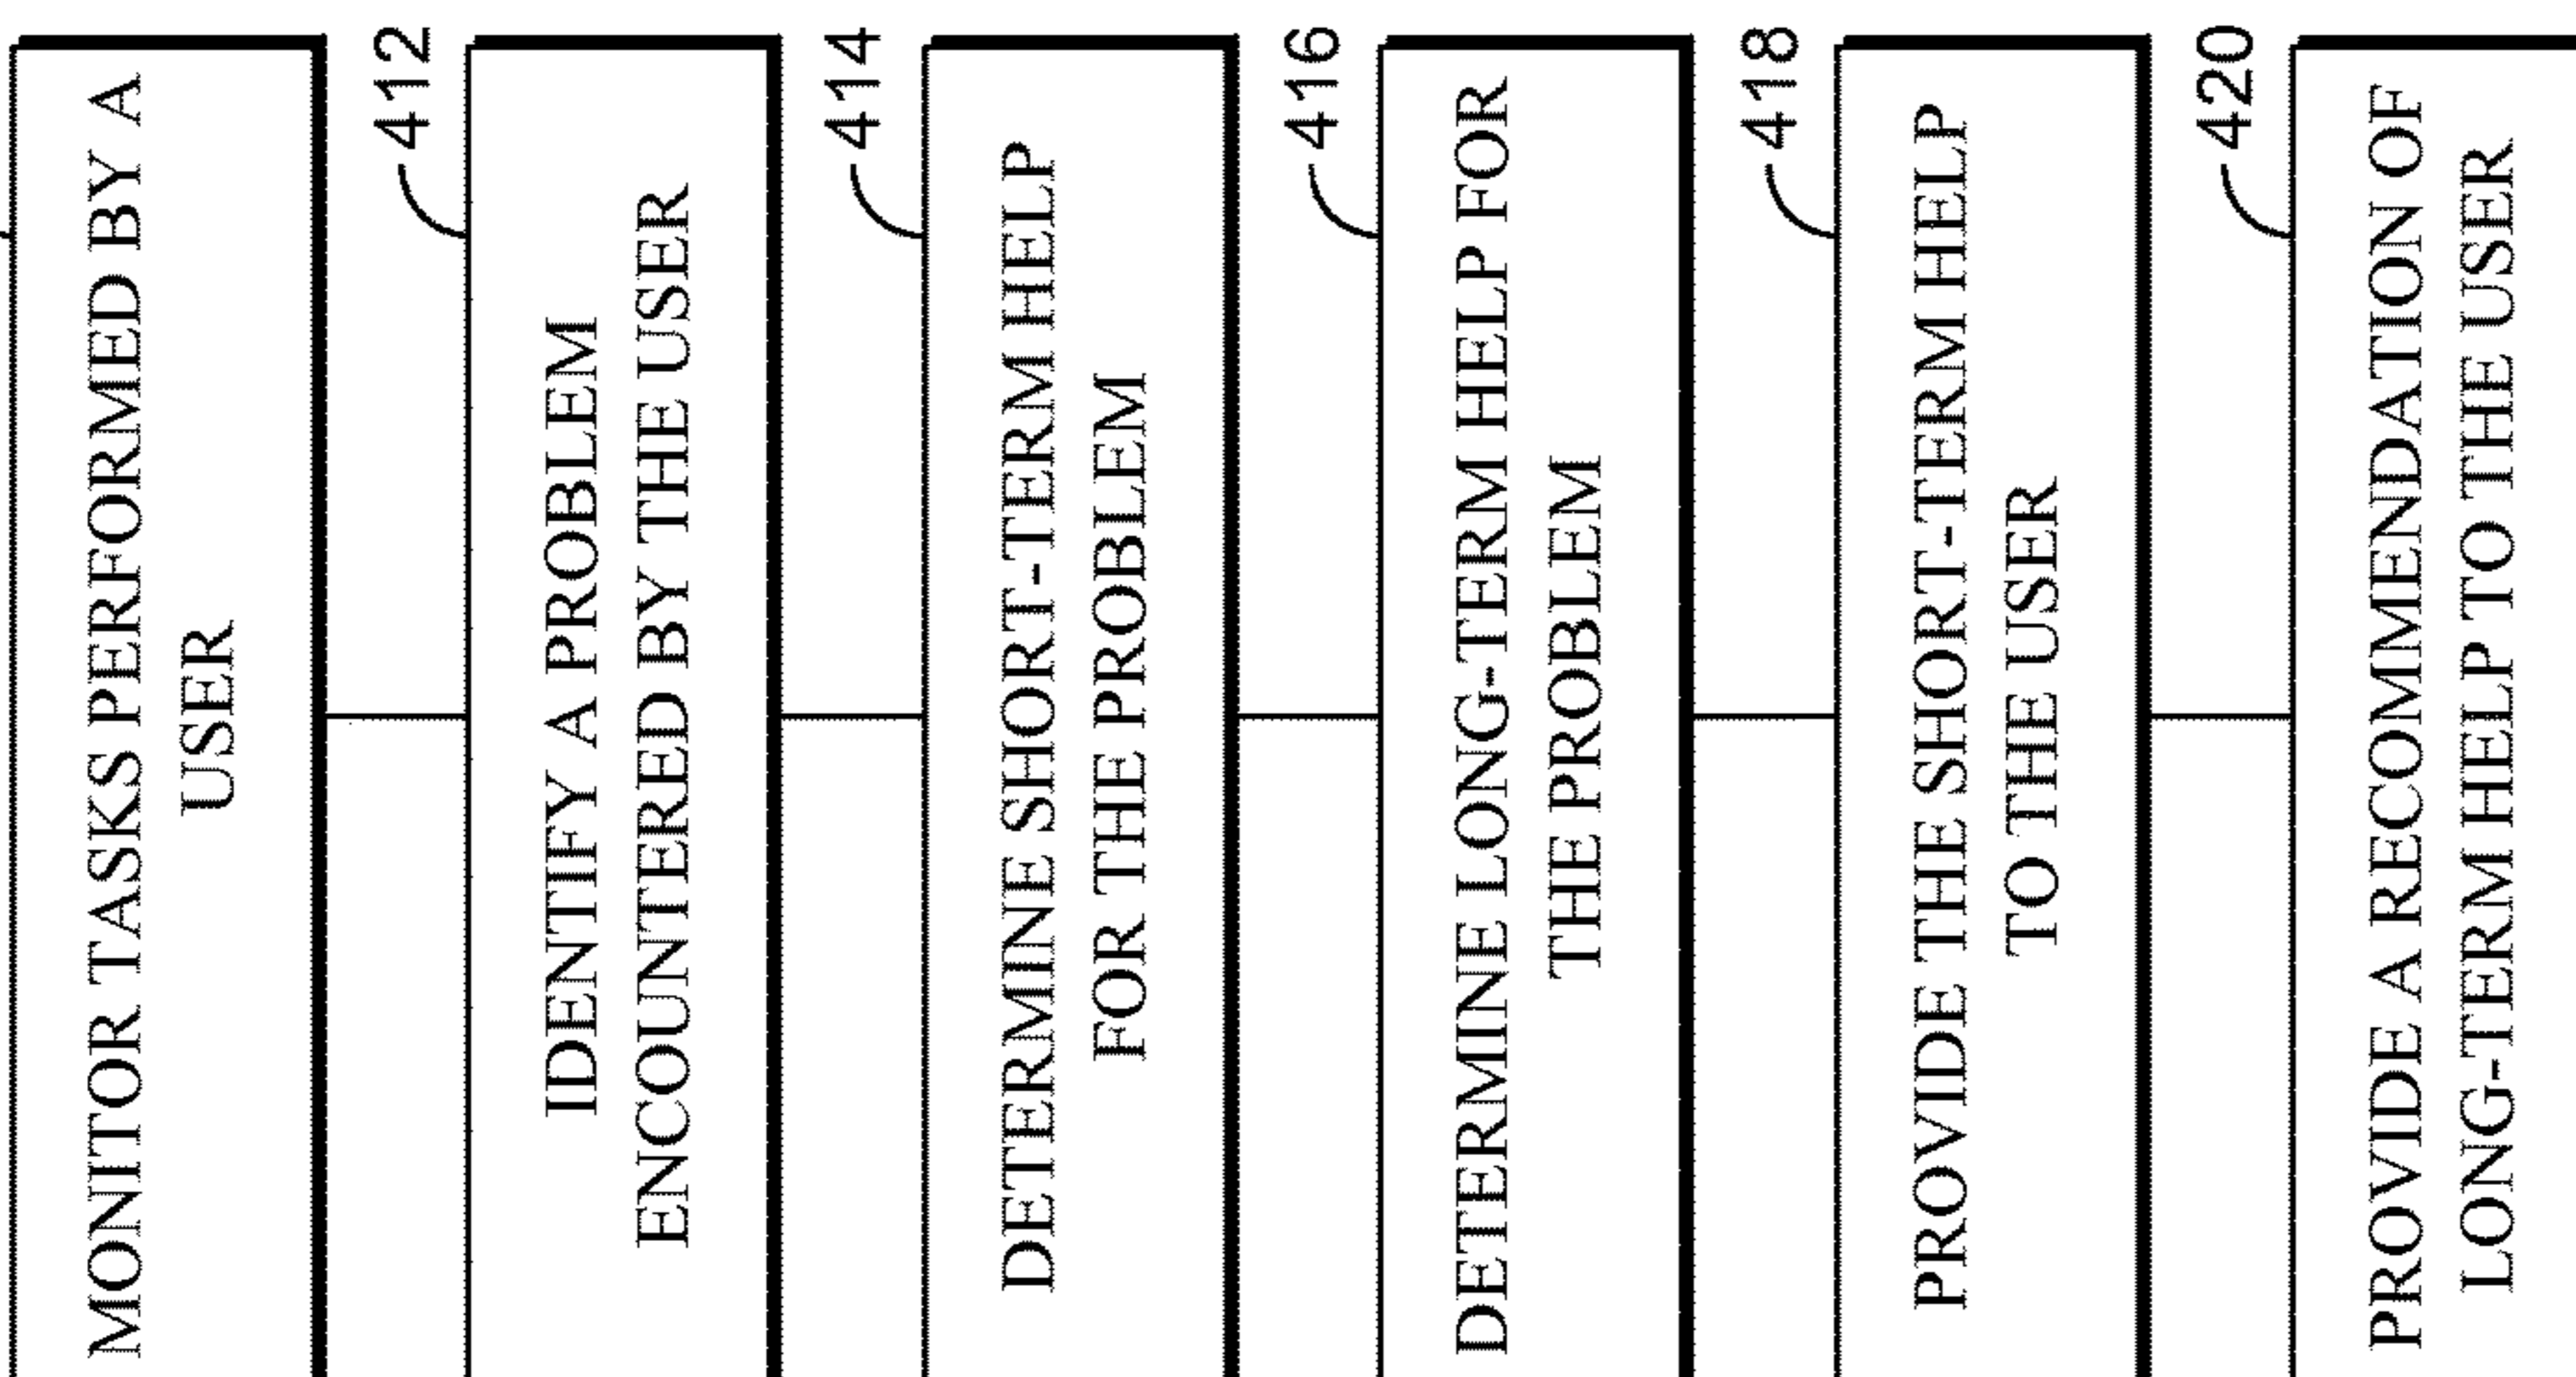 MONITOR TASKS PERFORMED BY A
USER
412
IDENTIFY A PROBLEM
ENCOUNTERED BY THE USER
414
DETERMINE SHORT-TERM HELP
FOR THE PROBLEM
416
DETERMINE LONG-TERM HELP FOR
THE PROBLEM
418
PROVIDE THE SHORT-TERM HELP
TO THE USER
420
PROVIDE A RECOMMENDATION OF
LONG-TERM HELP TO THE USER